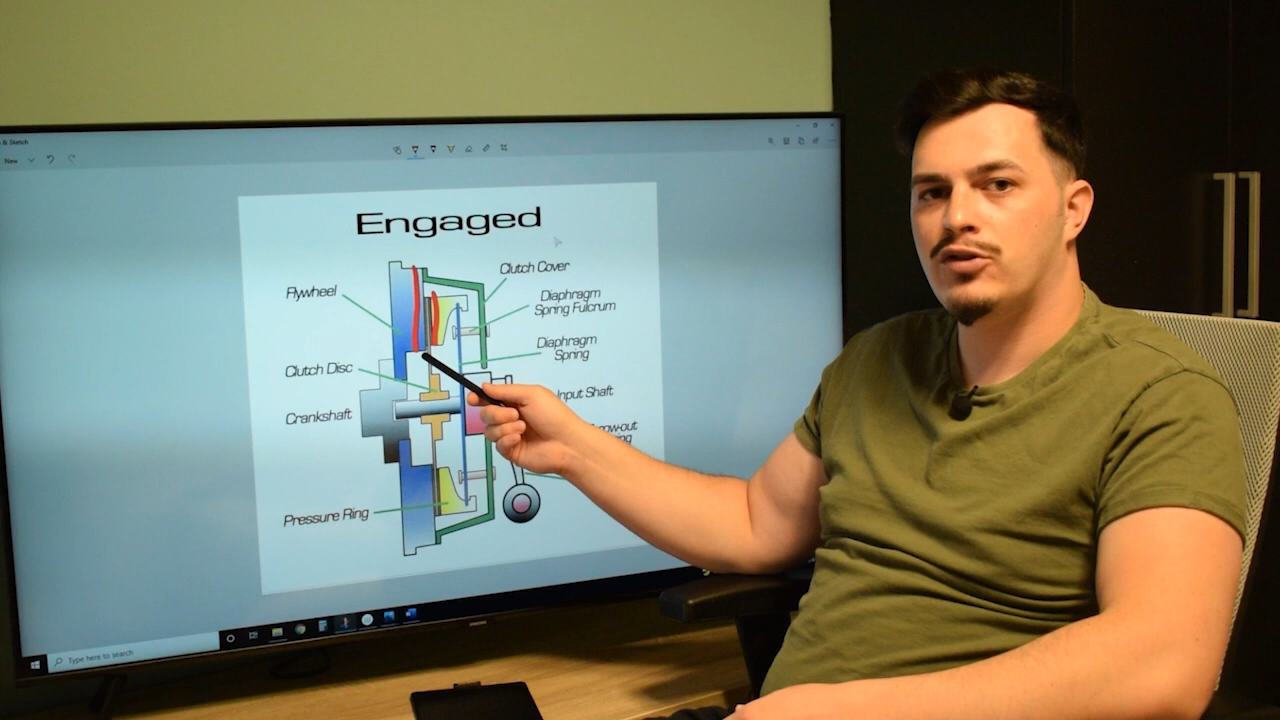 & Sketch
New
Engaged
Clutch Cover
Flywheel
Diaphragm
Spring Fulcrum
Diaphragm
Spring
Clutch Disc
Input Shaft
Crankshaft
Pressure Ring
Type here to search